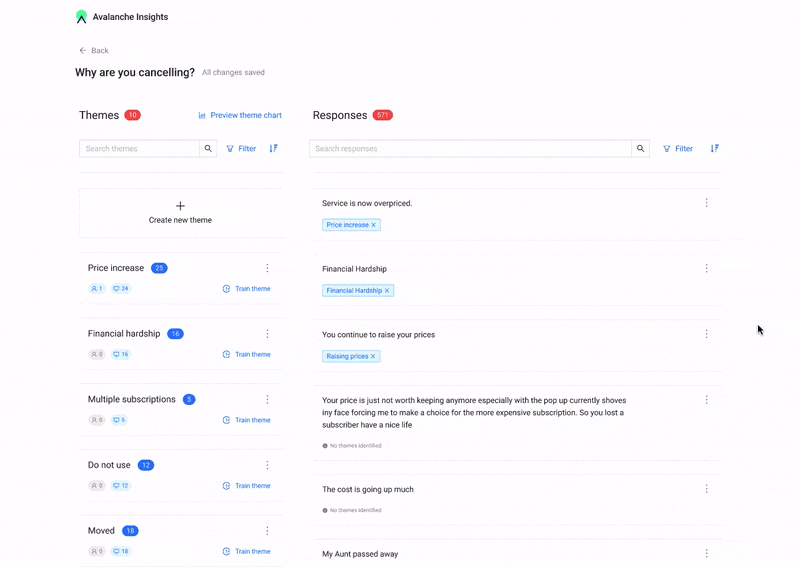 Avalanche Insights
Back
Why are you cancelling? All changes saved
Themes 10 Preview theme chart
Search themes Filter
Create new theme
Price increase 25
1 24 Train theme
Financial hardship 16
0 16 Train theme
Multiple subscriptions 5
0 5 Train theme
Do not use 12
0 12 Train theme
Moved 18
0 18 Train theme
Responses 571
Search responses Filter
Service is now overpriced.
Price increase ×
Financial Hardship
Financial Hardship ×
You continue to raise your prices
Raising prices ×
Your price is just not worth keeping anymore especially with the pop up currently shoves
iny face forcing me to make a choice for the more expensive subscription. So you lost a
subscriber have a nice life
No themes identified
The cost is going up much
No themes identified
My Aunt passed away